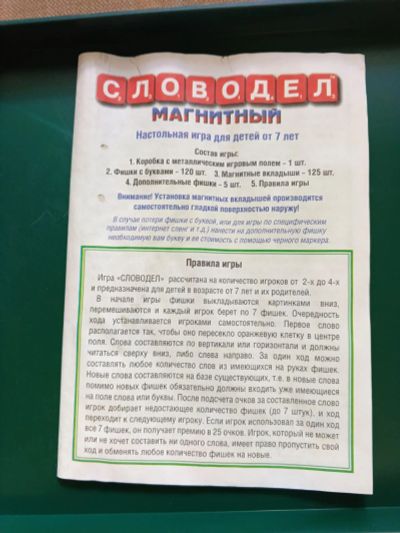 СЛОВОДЕЛ
МАГНИТНЫЙ
Настольная игра для детей от 7 лет
Состав игры:
1. Коробка с металлическим игровым полем - 1 шт.
2. Фишки с буквами - 120 шт. 3. Магнитные вкладыши - 125 шт.
4. Дополнительные фишки - 5 шт. 5. Правила игры
Внимание! Установка магнитных вкладышей производится
самостоятельно гладкой поверхностью наружу!
В случае потери фишки с буквой, или для игры по специфическим
правилам (интернет сленг и т.д.) нанести на дополнительную фишку
необходимую вам букву и ее стоимость с помощью черного маркера.
Правила игры
Игра «СЛОВОДЕЛ» рассчитана на количество игроков от 2-х до 4-х
и предназначена для детей в возрасте от 7 лет и их родителей.
В начале игры фишки выкладываются картинками вниз,
перемешиваются и каждый игрок берет по 7 фишек. Очередность
хода устанавливается игроками самостоятельно. Первое слово
располагается так, чтобы оно пересекло оранжевую клетку в центре
поля. Слова составляются по вертикали или горизонтали и должны
читаться сверху вниз, либо слева направо. За один ход можно
составлять любое количество слов из имеющихся на руках фишек.
Новые слова составляются на базе существующих, т.е. в новые слова
помимо новых фишек обязательно должны входить уже имеющиеся
на поле слова или буквы. После подсчета очков за составленное слово
игрок добирает недостающее количество фишек (до 7 штук), и ход
переходит к следующему игроку. Если игрок использовал за один ход
все 7 фишек, он получает премию в 25 очков. Игрок, который не может
или не хочет составить ни одного слова, имеет право пропустить свой
ход и обменять любое количество фишек на новые.